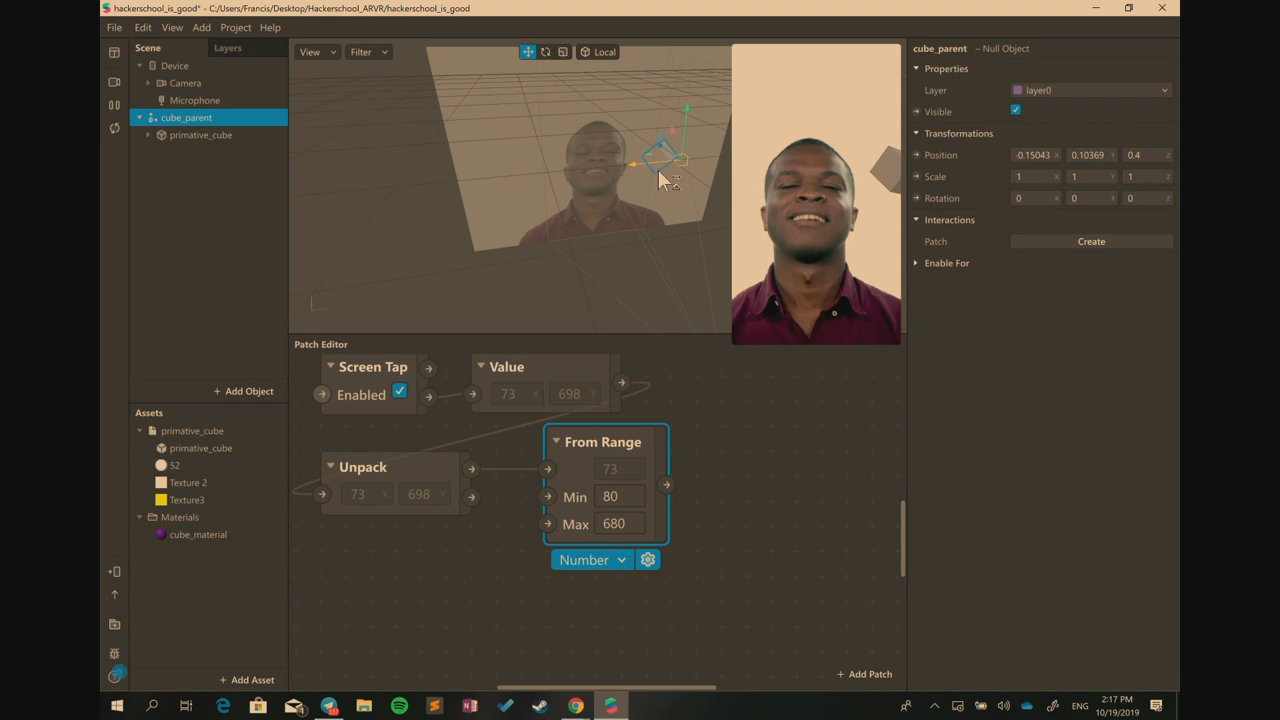 hackerschool_is_good* - C:/Users/Francis/Desktop/Hackerschool_ARVR/hackerschool_is_good
File Edit View Add Project Help
Scene Layers
Device
Camera
Microphone
cube_parent
primative_cube
+ Add Object
Assets
primative_cube
primative_cube
52
Texture 2
Texture3
Materials
cube_material
+ Add Asset
View Filter Local
Patch Editor
Screen Tap
Enabled
Value
73 X 698 Y
Unpack
73 X 698 Y
From Range
73
Min 80
Max 680
Number
+ Add Patch
cube_parent – Null Object
Properties
Layer layer0
Visible
Transformations
Position -0.15043 X 0.10369 Y 0.4 Z
Scale 1 X 1 Y 1 Z
Rotation 0 X 0 Y 0 Z
Interactions
Patch Create
Enable For
ENG
2:17 PM
10/19/2019